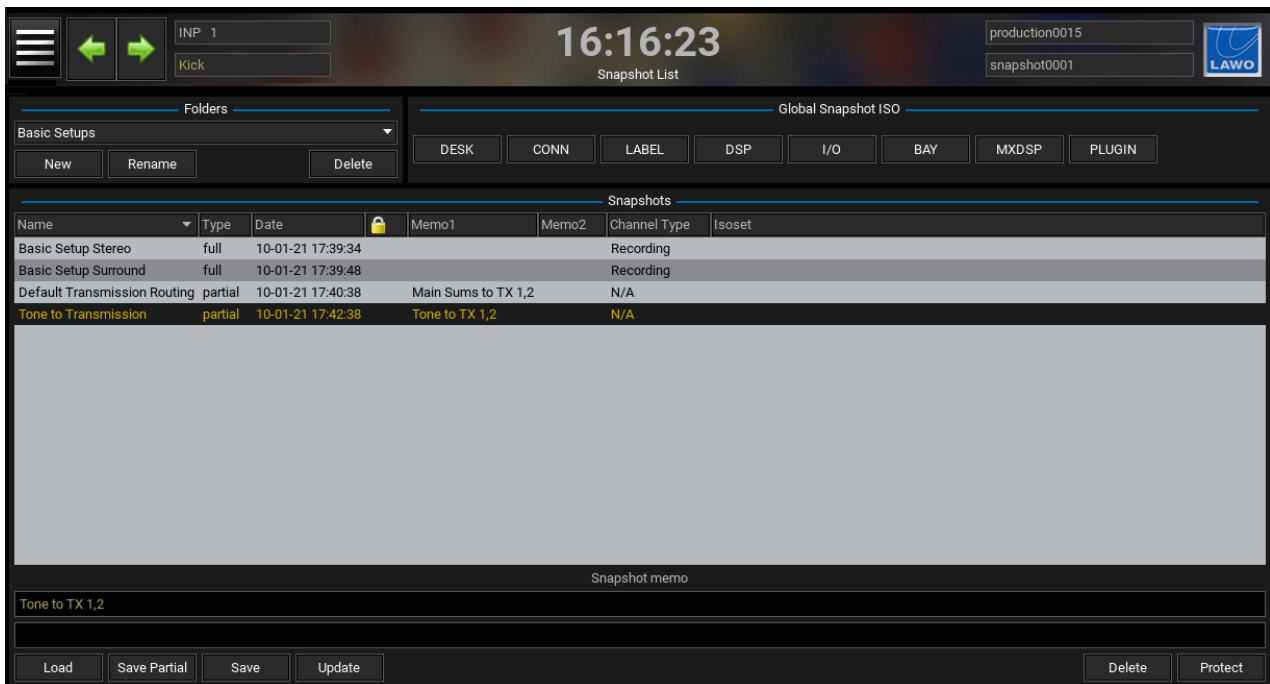 INP 1
Kick
16:16:23
Snapshot List
production0015
snapshot0001
LAWO
Folders
Basic Setups
New Rename Delete
Global Snapshot ISO
DESK CONN LABEL DSP I/O BAY MXDSP PLUGIN
Snapshots
Name Type Date Memo1 Memo2 Channel Type Isoset
Basic Setup Stereo full 10-01-21 17:39:34 Recording
Basic Setup Surround full 10-01-21 17:39:48 Recording
Default Transmission Routing partial 10-01-21 17:40:38 Main Sums to TX 1,2 N/A
Tone to Transmission partial 10-01-21 17:42:38 Tone to TX 1,2 N/A
Snapshot memo
Tone to TX 1,2
Load Save Partial Save Update Delete Protect